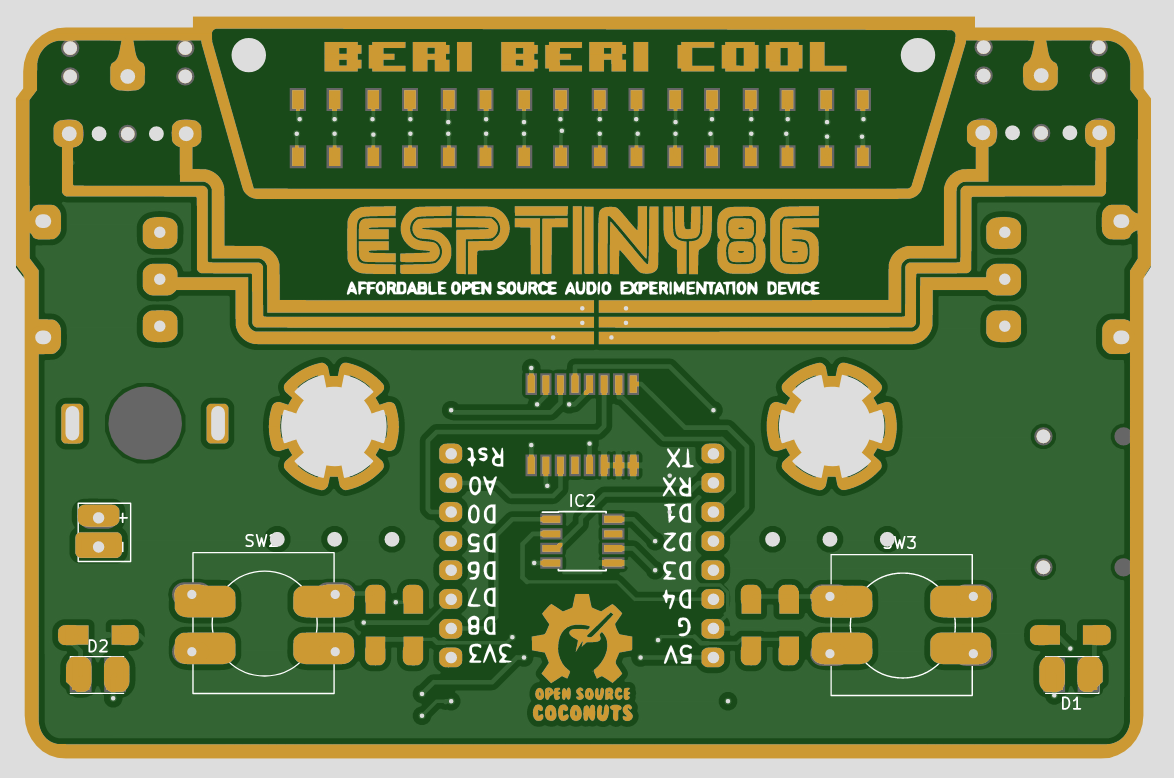 BERI BERI COOL
ESPTINY86
AFFORDABLE OPEN SOURCE AUDIO EXPERIMENTATION DEVICE
Rst
TX
A0
RX
D0
D1
D5
D2
D6
D3
D7
D4
D8
G
3V3
5V
IC2
+
SW2
SW3
D2
D1
OPEN SOURCE
COCONUTS